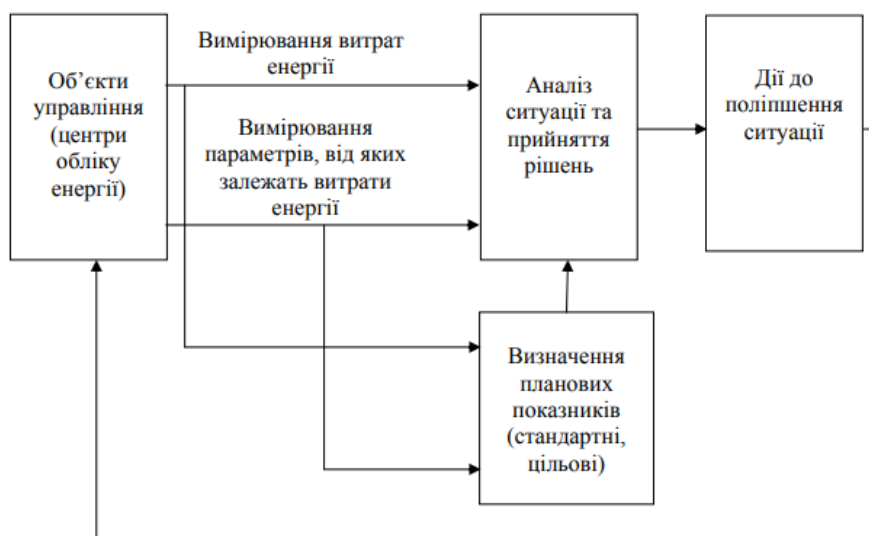 Об’єкти
управління
(центри
обліку
енергії)
Вимірювання витрат
енергії
Вимірювання
параметрів, від яких
залежать витрати
енергії
Аналіз
ситуації та
прийняття
рішень
Дії до
поліпшення
ситуації
Визначення
планових
показників
(стандартні,
цільові)